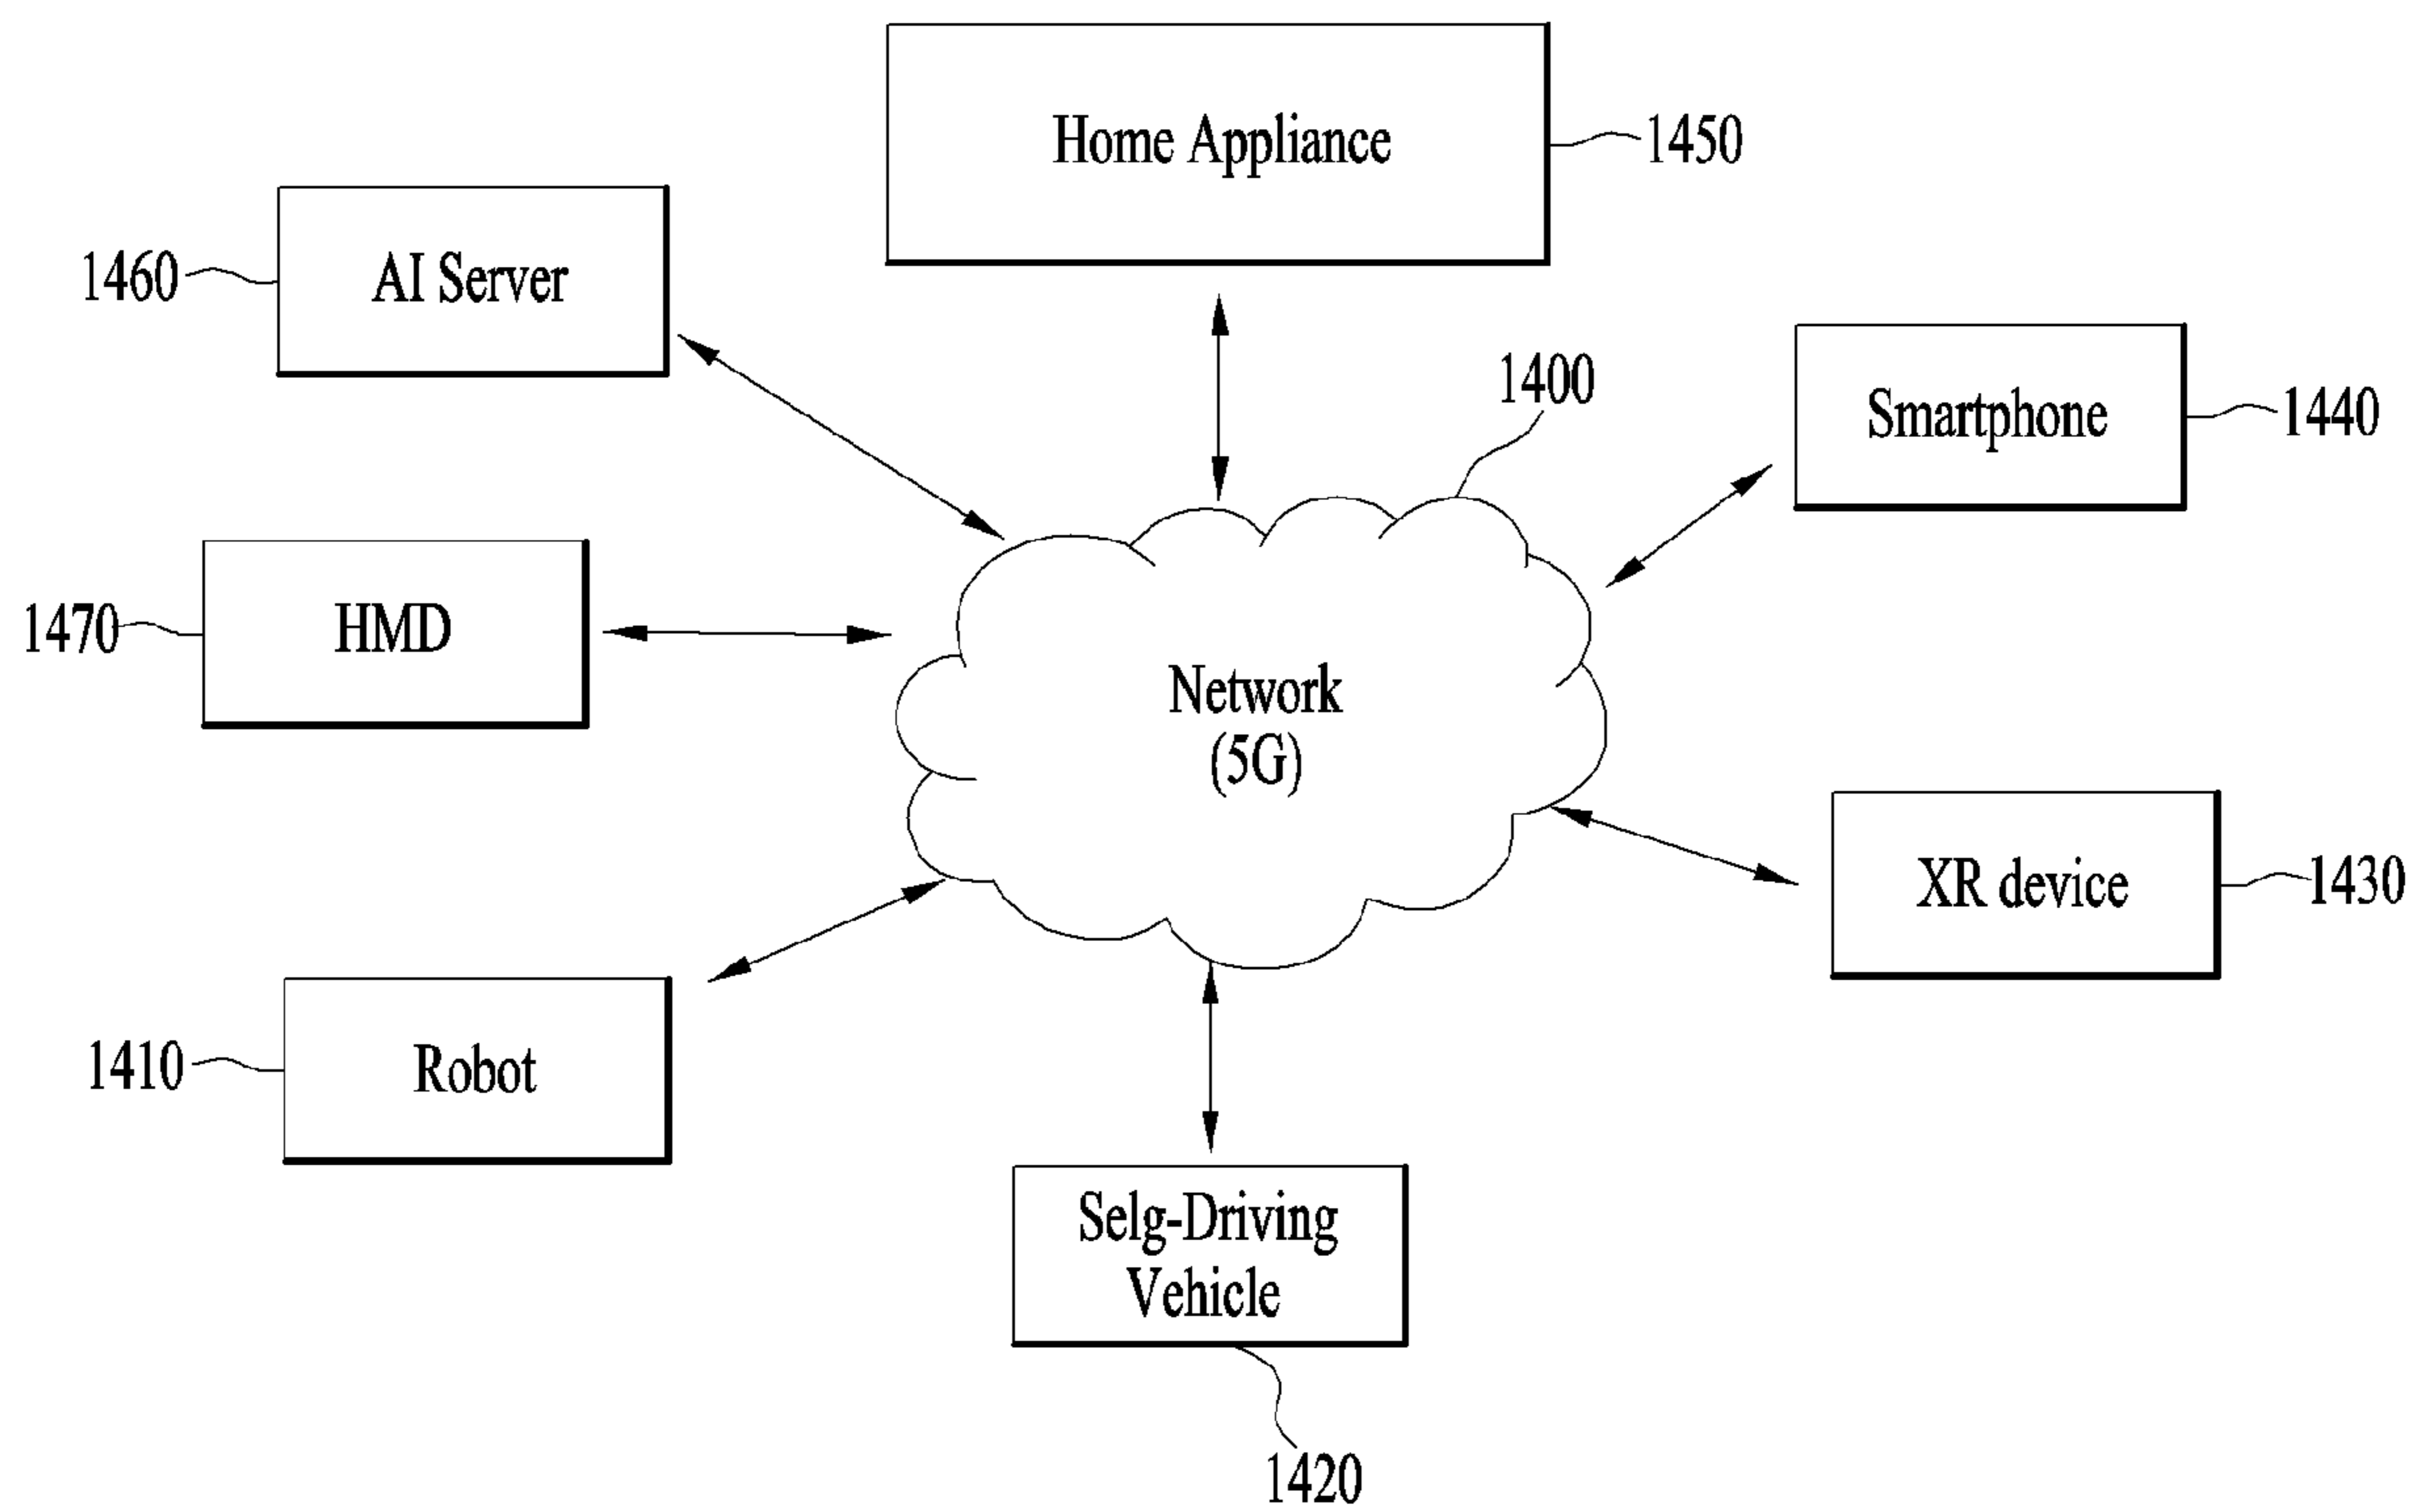 Home Appliance
1450
AI Server
1460
1400
Smartphone
1440
HMD
1470
Network
(5G)
XR device
1430
Robot
1410
Selg-Driving
Vehicle
1420